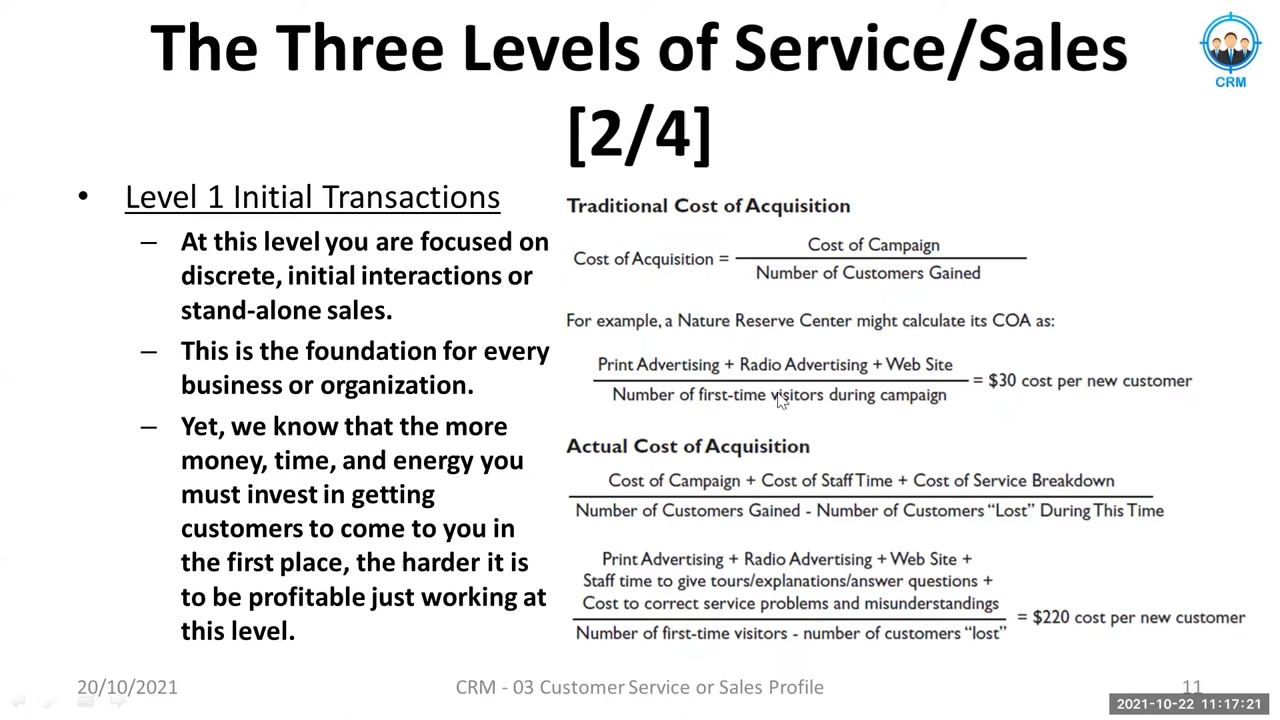 The Three Levels of Service/Sales
[2/4]
CRM
• Level 1 Initial Transactions
– At this level you are focused on
discrete, initial interactions or
stand-alone sales.
– This is the foundation for every
business or organization.
– Yet, we know that the more
money, time, and energy you
must invest in getting
customers to come to you in
the first place, the harder it is
to be profitable just working at
this level.
Traditional Cost of Acquisition
Cost of Acquisition =
Cost of Campaign
Number of Customers Gained
For example, a Nature Reserve Center might calculate its COA as:
Print Advertising + Radio Advertising + Web Site
Number of first-time visitors during campaign
= $30 cost per new customer
Actual Cost of Acquisition
Cost of Campaign + Cost of Staff Time + Cost of Service Breakdown
Number of Customers Gained - Number of Customers “Lost” During This Time
Print Advertising + Radio Advertising + Web Site +
Staff time to give tours/explanations/answer questions +
Cost to correct service problems and misunderstandings
Number of first-time visitors - number of customers “lost”
= $220 cost per new customer
20/10/2021
CRM - 03 Customer Service or Sales Profile
11
2021-10-22 11:17:21